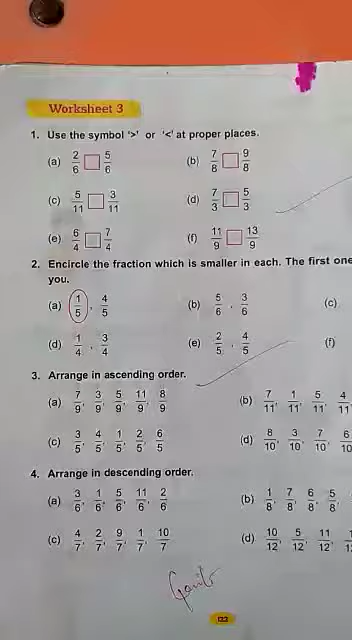 Worksheet 3
1. Use the symbol '>' or '<' at proper places.
(a) 2/6 □ 5/6 (b) 7/8 □ 9/8
(c) 5/11 □ 3/11 (d) 7/3 □ 5/3
(e) 6/4 □ 7/4 (f) 11/9 □ 13/9
2. Encircle the fraction which is smaller in each. The first one
you.
(a) 1/5, 4/5 (b) 5/6, 3/6 (c)
(d) 1/4, 3/4 (e) 2/5, 4/5 (f)
3. Arrange in ascending order.
(a) 7/9, 3/9, 5/9, 11/9, 8/9 (b) 7/11, 1/11, 5/11, 4/11
(c) 3/5, 4/5, 1/5, 2/5, 6/5 (d) 8/10, 3/10, 7/10, 6/10
4. Arrange in descending order.
(a) 3/6, 1/6, 5/6, 11/6, 2/6 (b) 1/8, 7/8, 6/8, 5/8,
(c) 4/7, 2/7, 9/7, 1/7, 10/7 (d) 10/12, 5/12, 11/12,